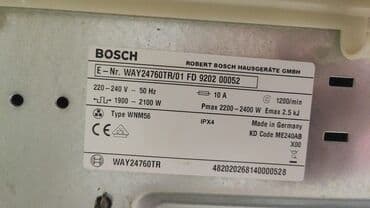 BOSCH
ROBERT BOSCH HAUSGERÄTE GMBH
E-Nr. WAY24760TR/01 FD 9202 00052
220-240 V ~ 50 Hz 10 A 1200/min
1900 - 2100 W Pmax 2200-2400 W Emax 2.5 kJ
Type WNM56 IPX4 Made in Germany
KD Code ME240AB
X00
WAY24760TR 482020268140000528